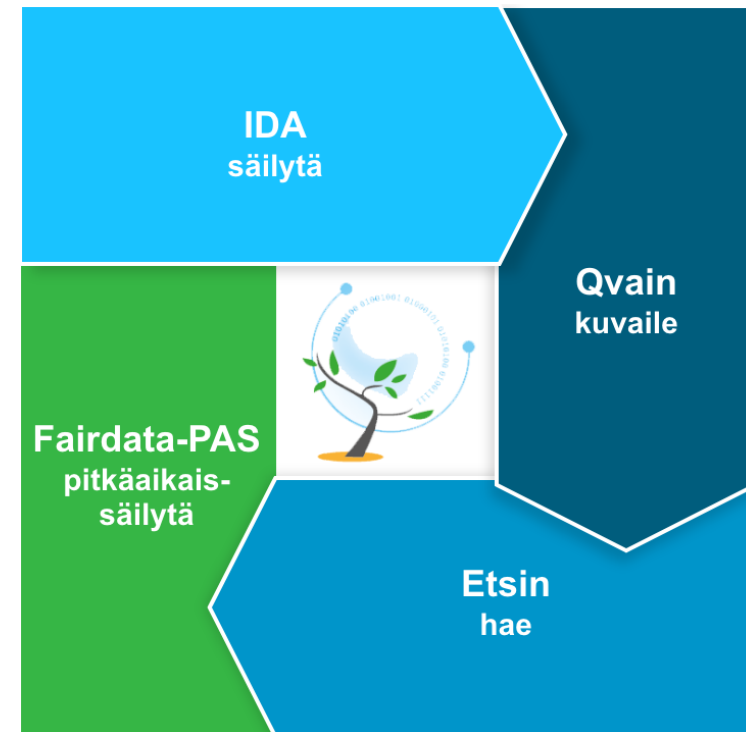 IDA
säilytä
Qvain
kuvaile
Fairdata-PAS
pitkäaikais-
säilytä
Etsin
hae